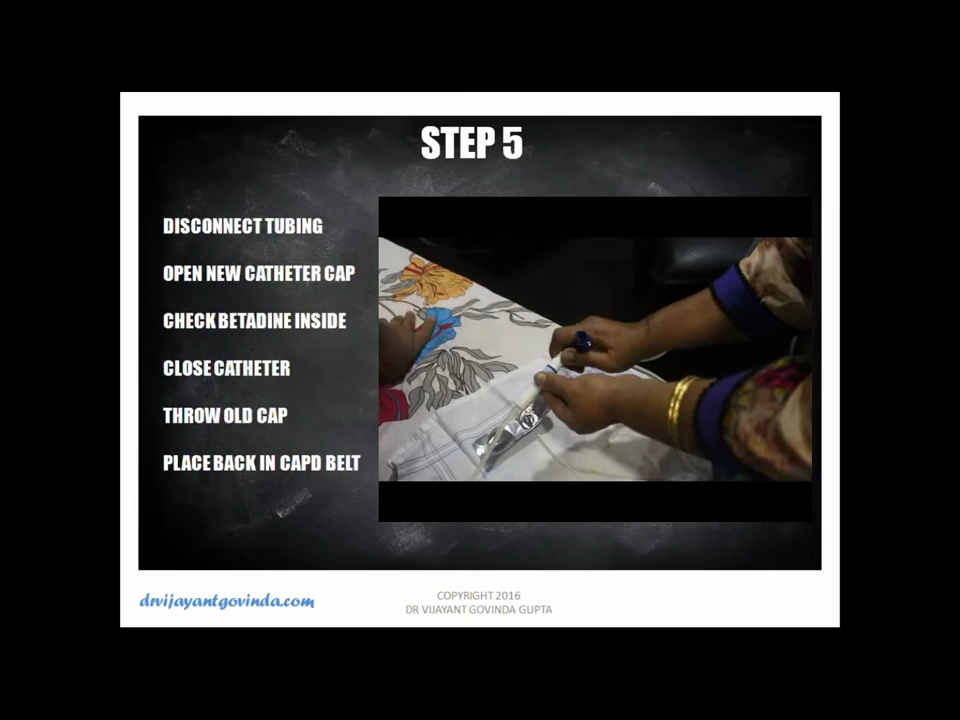 STEP 5
DISCONNECT TUBING
OPEN NEW CATHETER CAP
CHECK BETADINE INSIDE
CLOSE CATHETER
THROW OLD CAP
PLACE BACK IN CAPD BELT
drvijayantgovinda.com
COPYRIGHT 2016
DR VIJAYANT GOVINDA GUPTA